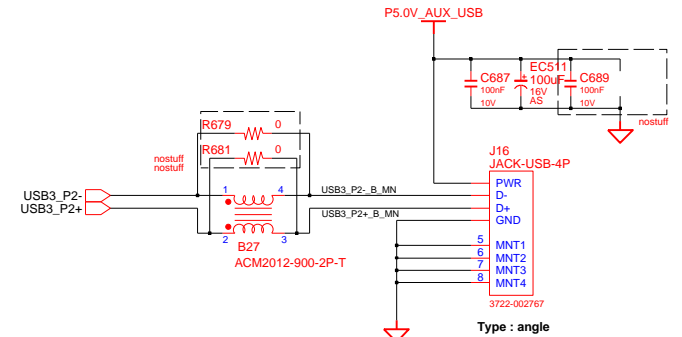 P5.0V_AUX_USB
C687
100nF
10V
EC511
100uF
16V
AS
C689
100nF
10V
nostuff
R679
0
R681
0
nostuff
nostuff
J16
JACK-USB-4P
USB3_P2-
USB3_P2+
1
4
2
3
B27
ACM2012-900-2P-T
USB3_P2-_B_MN
USB3_P2+_B_MN
PWR
D-
D+
GND
5 MNT1
6 MNT2
7 MNT3
8 MNT4
3722-002767
Type : angle